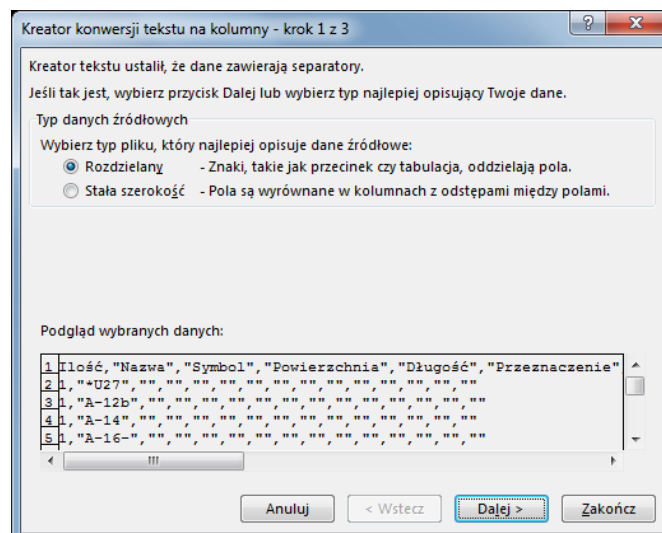 Kreator konwersji tekstu na kolumny - krok 1 z 3
Kreator tekstu ustalił, że dane zawierają separatory.
Jeśli tak jest, wybierz przycisk Dalej lub wybierz typ najlepiej opisujący Twoje dane.
Typ danych źródłowych
Wybierz typ pliku, który najlepiej opisuje dane źródłowe:
Rozdzielany - Znaki, takie jak przecinek czy tabulacja, oddzielają pola.
Stała szerokość - Pola są wyrównane w kolumnach z odstępami między polami.
Podgląd wybranych danych:
1 Ilość,"Nazwa","Symbol","Powierzchnia","Długość","Przeznaczenie"
2 1,"*U27","","","","","","","","","","",""
3 1,"A-12b","","","","","","","","","","",""
4 1,"A-14","","","","","","","","","","",""
5 1,"A-16-","","","","","","","","","","",""
Anuluj < Wstecz Dalej > Zakończ